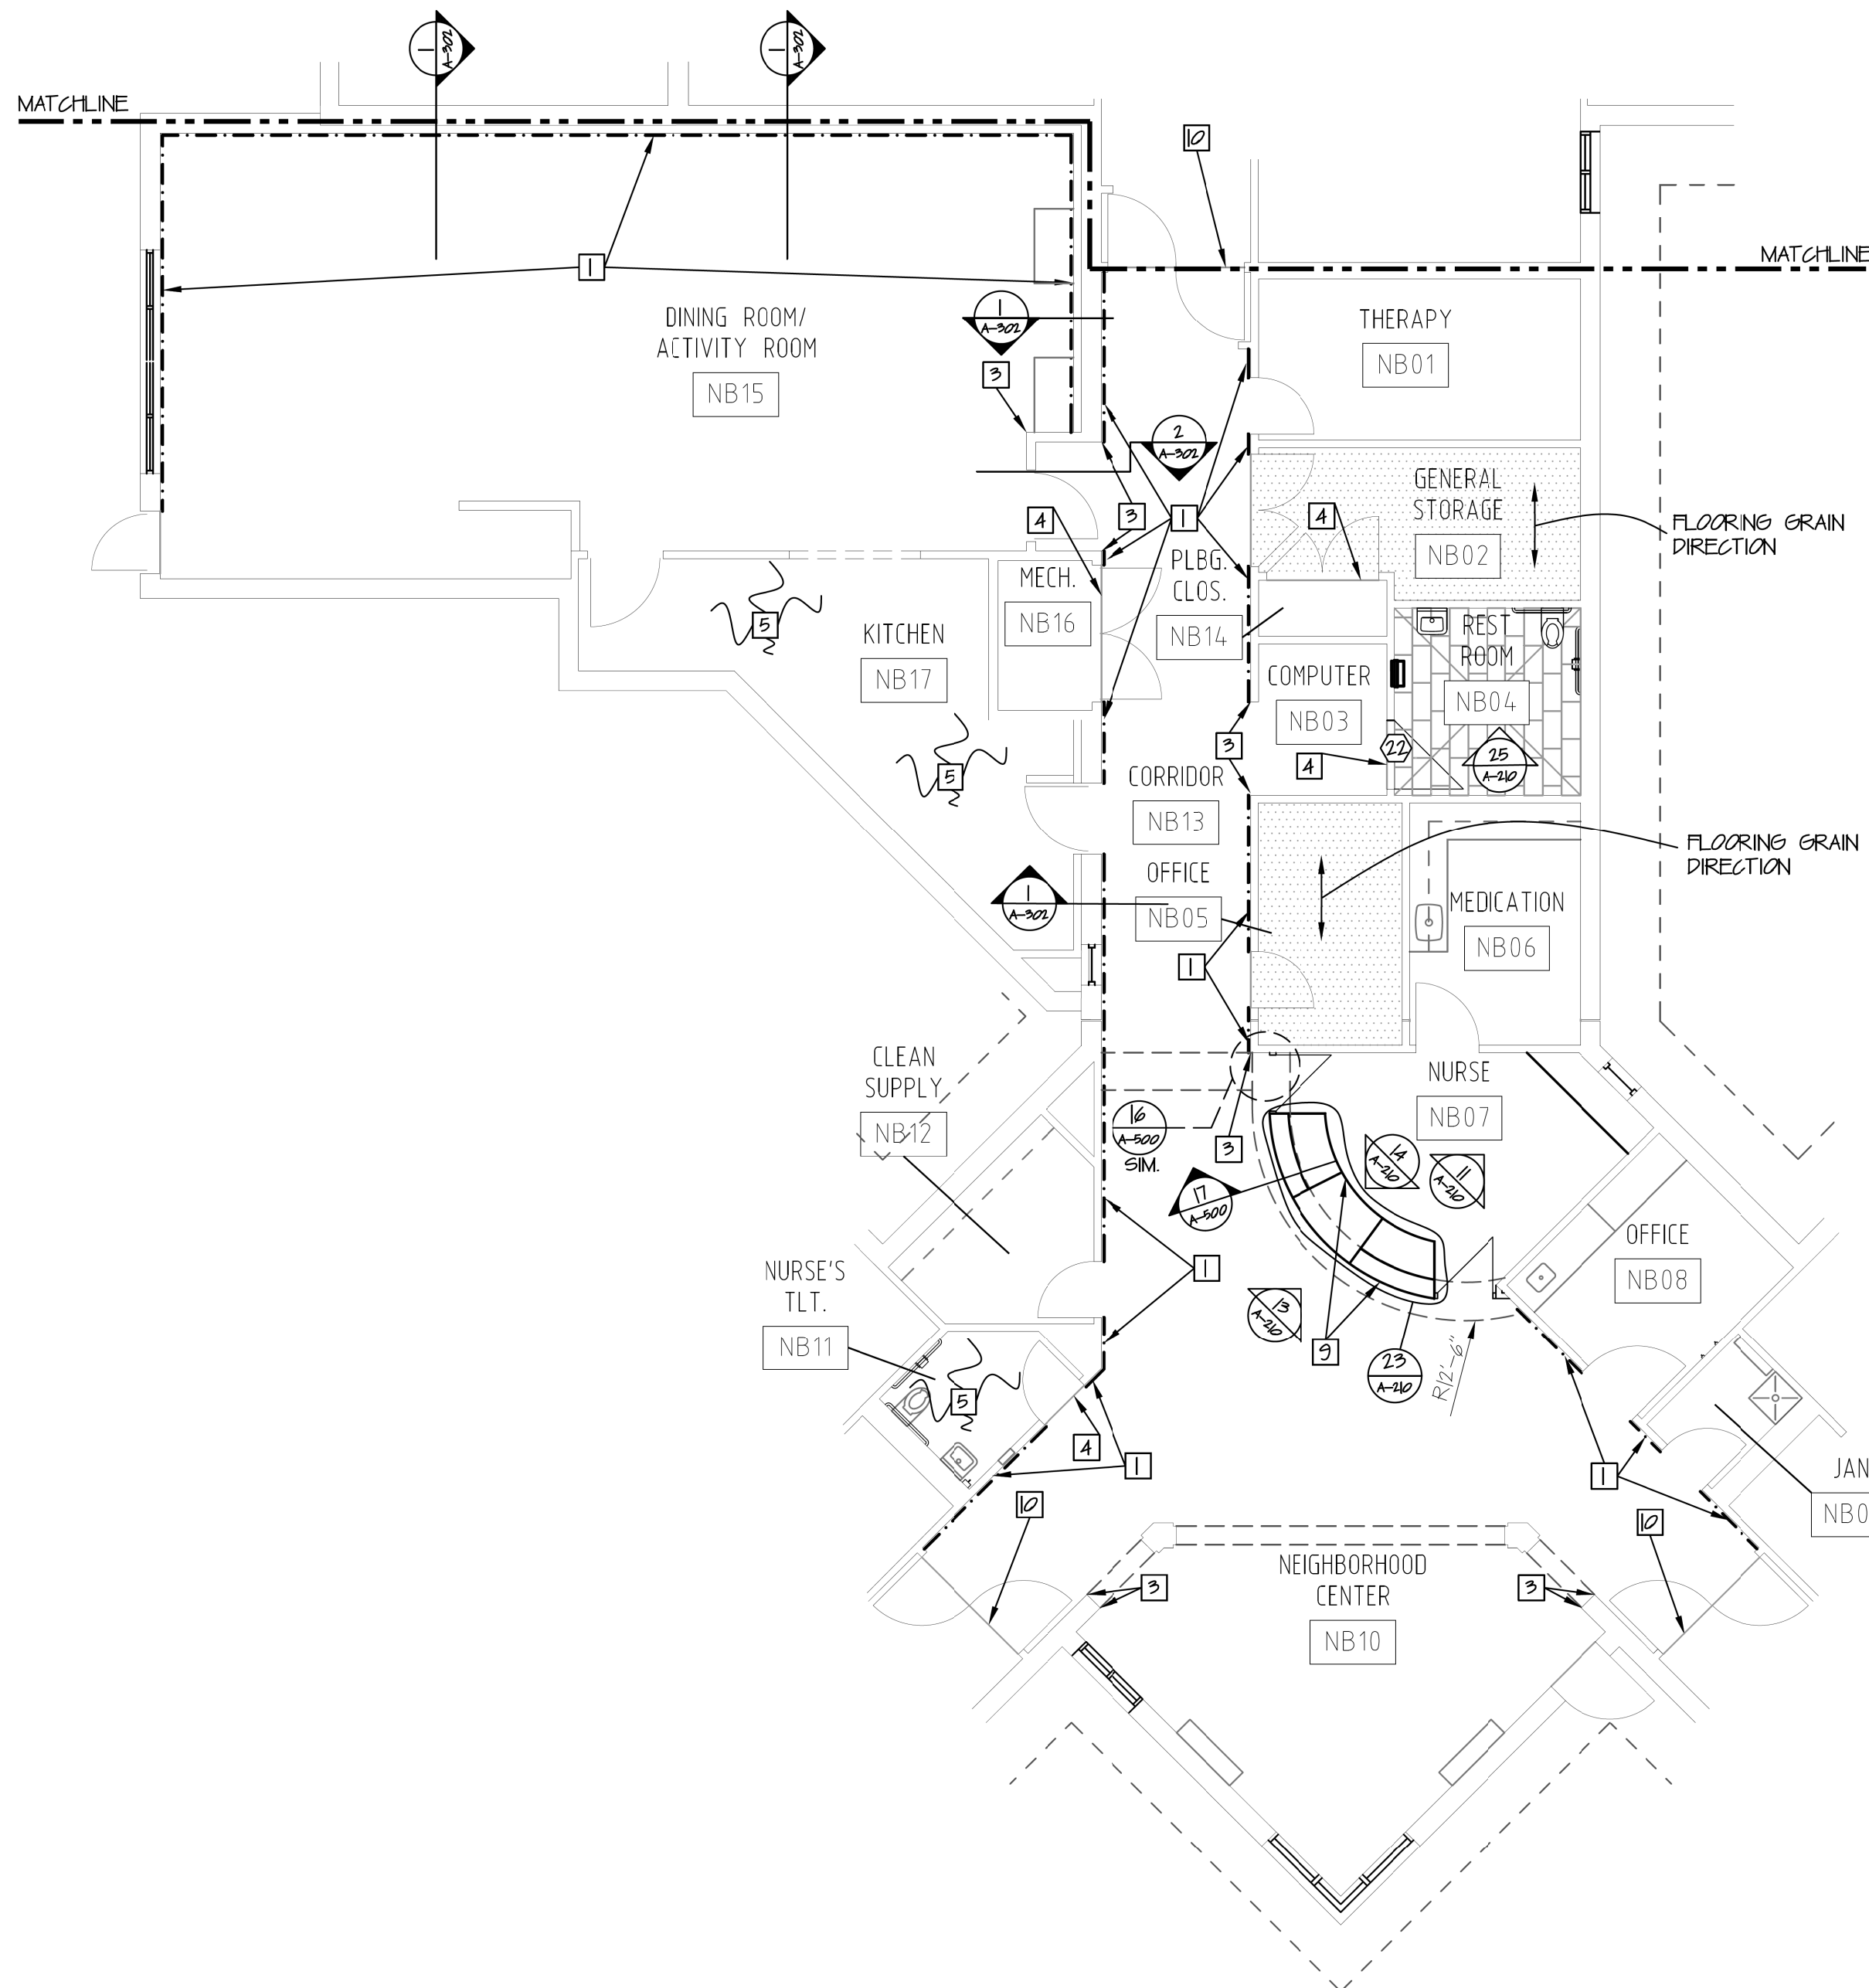 1
A-302
1
A-302
MATCHLINE
10
MATCHLINE
1
DINING ROOM/
ACTIVITY ROOM
NB15
1
A-302
3
THERAPY
NB01
2
A-302
GENERAL
STORAGE
NB02
FLOORING GRAIN
DIRECTION
4
3
1
4
PLBG.
CLOS.
NB14
MECH.
NB16
5
KITCHEN
NB17
REST
ROOM
NB04
COMPUTER
NB03
3
22
25
A-210
4
5
CORRIDOR
NB13
FLOORING GRAIN
DIRECTION
OFFICE
NB05
1
A-302
MEDICATION
NB06
1
CLEAN
SUPPLY
NB12
NURSE
NB07
16
A-500
SIM.
3
14
A-210
11
A-210
17
A-500
OFFICE
NB08
1
NURSE'S
TLT.
NB11
13
A-210
9
23
A-210
R12'-6"
5
4
1
1
JAN
NB0
10
10
NEIGHBORHOOD
CENTER
NB10
3
3